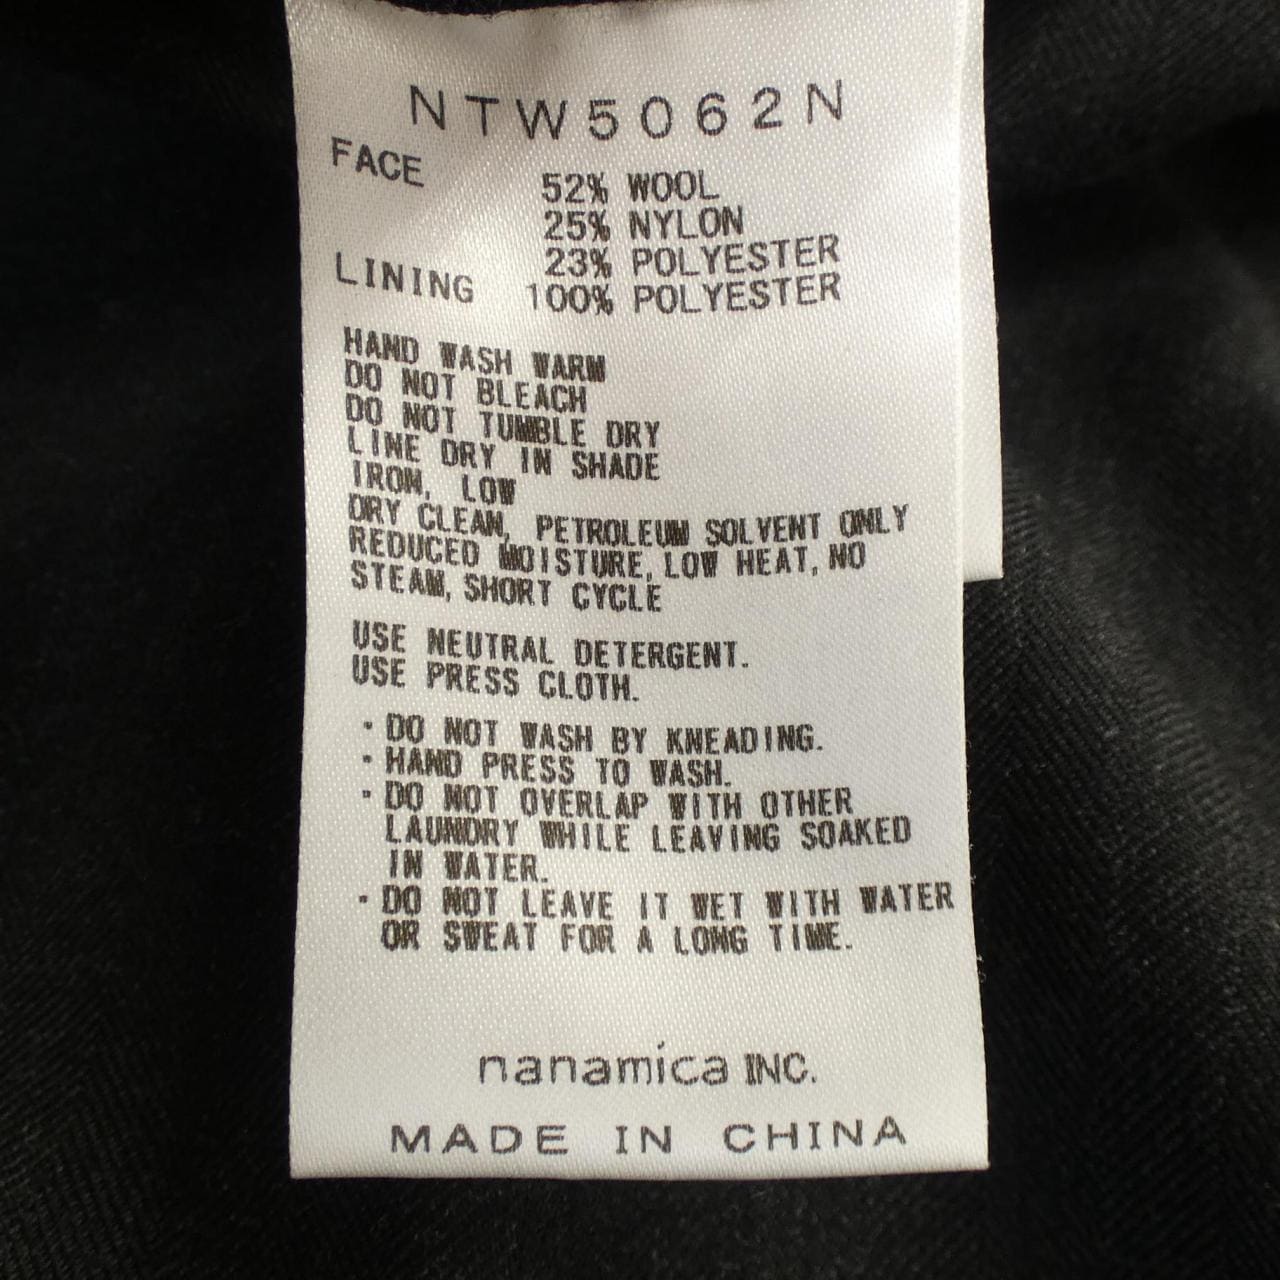 NTW5062N
FACE
52% WOOL
25% NYLON
23% POLYESTER
LINING 100% POLYESTER
HAND WASH WARM
DO NOT BLEACH
DO NOT TUMBLE DRY
LINE DRY IN SHADE
IRON, LOW
DRY CLEAN, PETROLEUM SOLVENT ONLY
REDUCED MOISTURE, LOW HEAT, NO
STEAM, SHORT CYCLE
USE NEUTRAL DETERGENT.
USE PRESS CLOTH.
・DO NOT WASH BY KNEADING.
・HAND PRESS TO WASH.
・DO NOT OVERLAP WITH OTHER
LAUNDRY WHILE LEAVING SOAKED
IN WATER.
・DO NOT LEAVE IT WET WITH WATER
OR SWEAT FOR A LONG TIME.
nanamica INC.
MADE IN CHINA